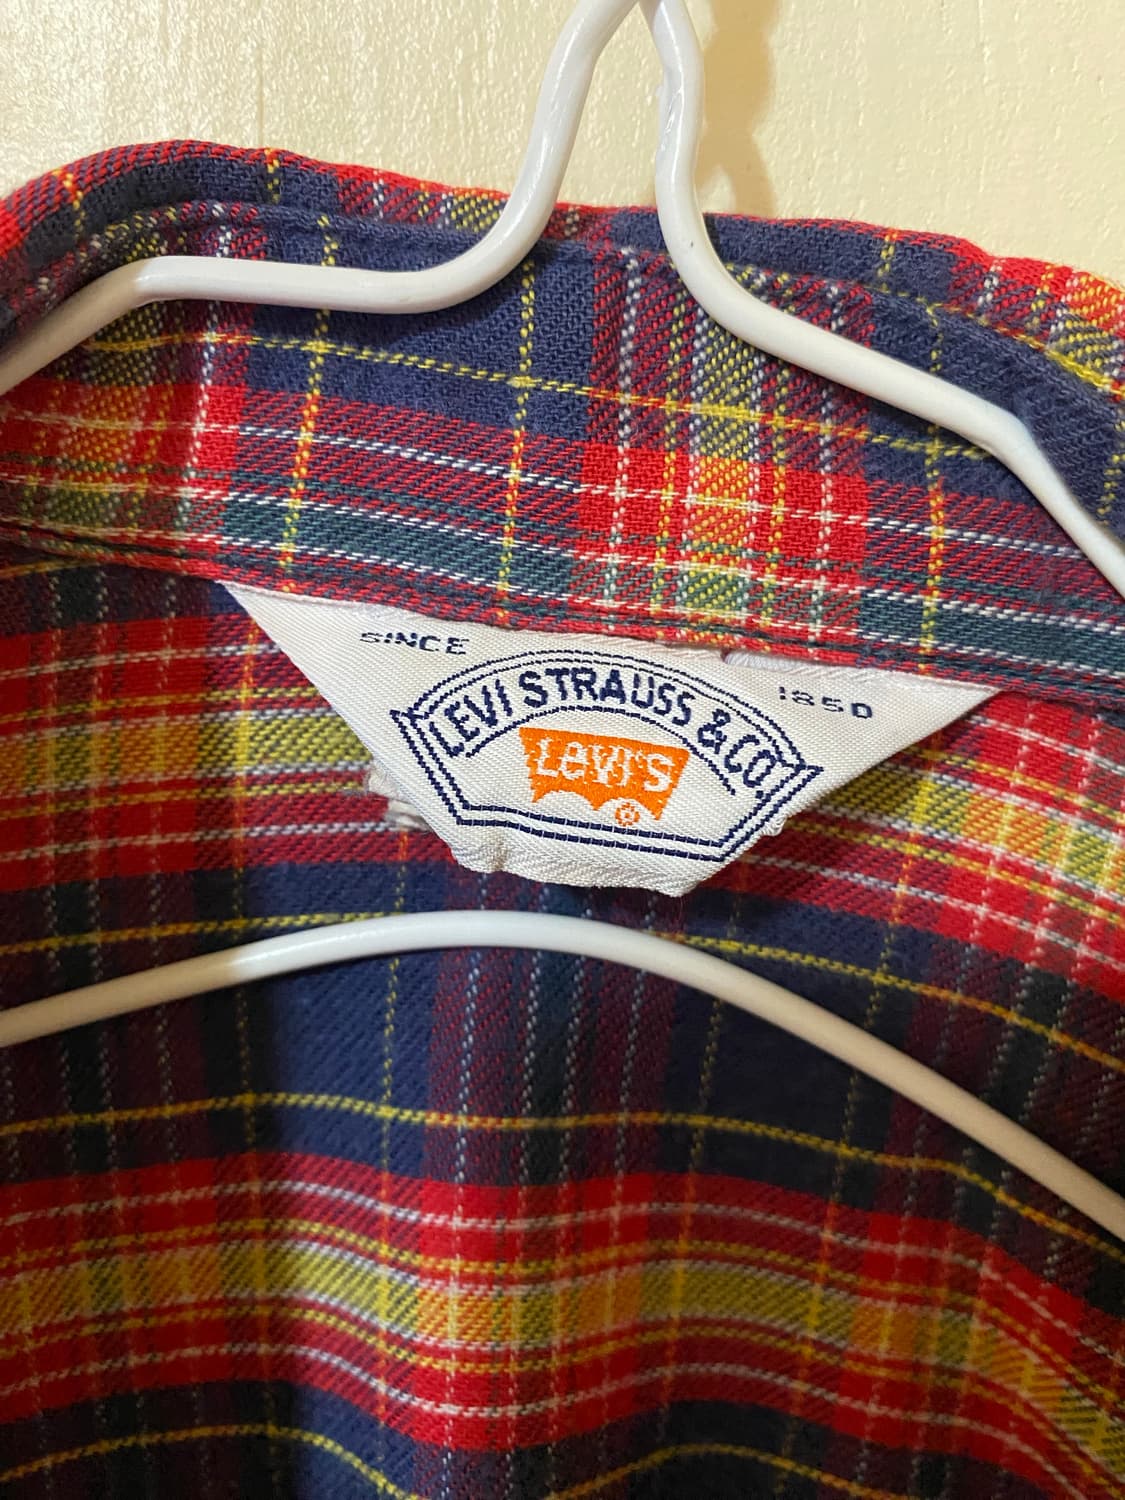 SINCE 1850
LEVI STRAUSS & CO.
Levi's ®